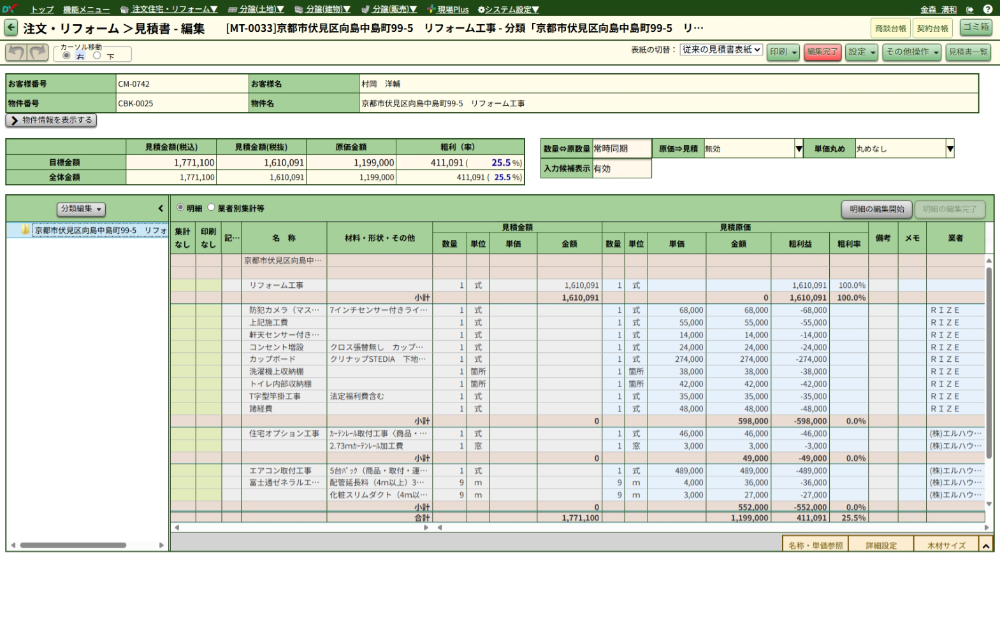 DX トップ 機能メニュー 注文住宅・リフォーム▼ 分譲(土地)▼ 分譲(建物)▼ 分譲(販売)▼ 現場Plus システム設定▼ 金森 満和
注文・リフォーム ＞見積書 - 編集 [MT-0033]京都市伏見区向島中島町99-5 リフォーム工事 - 分類「京都市伏見区向島中島町99-5 リ… 商談台帳 契約台帳 ゴミ箱
カーソル移動 右 下 表紙の切替： 従来の見積書表紙 印刷 編集完了 設定 その他操作 見積書一覧
お客様番号 CM-0742 お客様名 村岡 洋輔
物件番号 CBK-0025 物件名 京都市伏見区向島中島町99-5 リフォーム工事
物件情報を表示する
見積金額(税込) 見積金額(税抜) 原価金額 粗利（率）
目標金額 1,771,100 1,610,091 1,199,000 411,091 ( 25.5 %)
全体金額 1,771,100 1,610,091 1,199,000 411,091 ( 25.5 %)
数量⇔原数量 常時同期 原価⇒見積 無効 ▼ 単価丸め 丸めなし ▼
入力候補表示 有効
分類編集 ▼
京都市伏見区向島中島町99-5 リフォ
明細 業者別集計等 明細の編集開始 明細の編集完了
集計なし 印刷なし 記… 名 称 材料・形状・その他 見積金額 見積原価 備考 メモ 業者
数量 単位 単価 金額 数量 単位 単価 金額 粗利益 粗利率
京都市伏見区向島中…
リフォーム工事 1 式 1,610,091 1 式 1,610,091 100.0%
小計 1,610,091 0 1,610,091 100.0%
防犯カメラ（マス… 7インチセンサー付きライ… 1 式 1 式 68,000 68,000 -68,000 ＲＩＺＥ
上記施工費 1 式 1 式 55,000 55,000 -55,000 ＲＩＺＥ
軒天センサー付き… 1 式 1 式 14,000 14,000 -14,000 ＲＩＺＥ
コンセント増設 クロス張替無し カップ… 1 式 1 式 24,000 24,000 -24,000 ＲＩＺＥ
カップボード クリナップSTEDIA 下地… 1 式 1 式 274,000 274,000 -274,000 ＲＩＺＥ
洗濯機上収納棚 1 箇所 1 箇所 38,000 38,000 -38,000 ＲＩＺＥ
トイレ内部収納棚 1 箇所 1 箇所 42,000 42,000 -42,000 ＲＩＺＥ
T字型竿掛工事 法定福利費含む 1 式 1 式 35,000 35,000 -35,000 ＲＩＺＥ
諸経費 1 式 1 式 48,000 48,000 -48,000 ＲＩＺＥ
小計 0 598,000 -598,000 0.0%
住宅オプション工事 ｶｰﾃﾝﾚｰﾙ取付工事〈商品・… 1 式 1 式 46,000 46,000 -46,000 (株)エルハウ…
2.73mｶｰﾃﾝﾚｰﾙ加工費 1 窓 1 窓 3,000 3,000 -3,000 (株)エルハウ…
小計 0 49,000 -49,000 0.0%
エアコン取付工事 5台ﾊﾟｯｸ（商品・取付・運… 1 式 1 式 489,000 489,000 -489,000 (株)エルハウ…
富士通ゼネラルエ… 配管延長料（4m以上）3… 9 m 9 m 4,000 36,000 -36,000 (株)エルハウ…
化粧スリムダクト（4m以… 9 m 9 m 3,000 27,000 -27,000 (株)エルハウ…
小計 0 552,000 -552,000 0.0%
合計 1,771,100 1,199,000 411,091 25.5%
名称・単価参照 詳細設定 木材サイズ